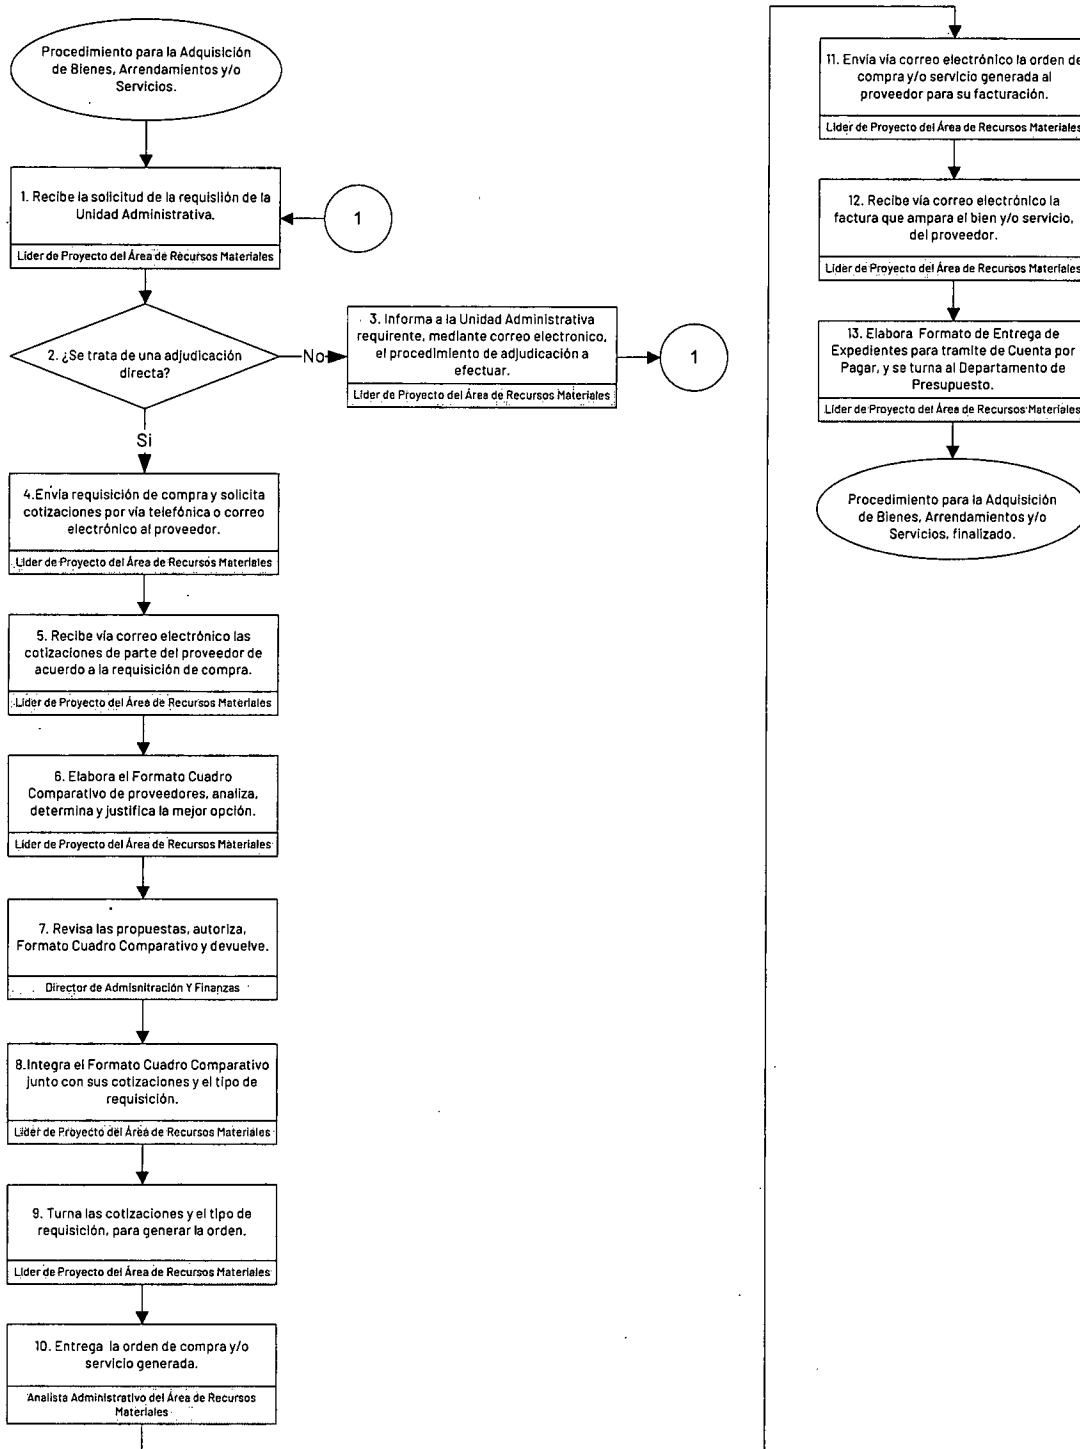 Procedimiento para la Adquisición
de Bienes, Arrendamientos y/o
Servicios.
1. Recibe la solicitud de la requisiión de la
Unidad Administrativa.
Líder de Proyecto del Área de Recursos Materiales
1
2. ¿Se trata de una adjudicación
directa?
No
3. Informa a la Unidad Administrativa
requirente, mediante correo electronico,
el procedimiento de adjudicación a
efectuar.
Líder de Proyecto del Área de Recursos Materiales
1
Si
4.Envía requisición de compra y solicita
cotizaciones por vía telefónica o correo
electrónico al proveedor.
Líder de Proyecto del Área de Recursos Materiales
5. Recibe vía correo electrónico las
cotizaciones de parte del proveedor de
acuerdo a la requisición de compra.
Líder de Proyecto del Área de Recursos Materiales
6. Elabora el Formato Cuadro
Comparativo de proveedores, analiza,
determina y justifica la mejor opción.
Líder de Proyecto del Área de Recursos Materiales
7. Revisa las propuestas, autoriza,
Formato Cuadro Comparativo y devuelve.
Director de Admisnitración Y Finanzas
8.Integra el Formato Cuadro Comparativo
junto con sus cotizaciones y el tipo de
requisición.
Líder de Proyecto del Área de Recursos Materiales
9. Turna las cotizaciones y el tipo de
requisición, para generar la orden.
Líder de Proyecto del Área de Recursos Materiales
10. Entrega la orden de compra y/o
servicio generada.
Analista Administrativo del Área de Recursos
Materiales
11. Envía vía correo electrónico la orden de
compra y/o servicio generada al
proveedor para su facturación.
Líder de Proyecto del Área de Recursos Materiales
12. Recibe vía correo electrónico la
factura que ampara el bien y/o servicio,
del proveedor.
Líder de Proyecto del Área de Recursos Materiales
13. Elabora Formato de Entrega de
Expedientes para tramite de Cuenta por
Pagar, y se turna al Departamento de
Presupuesto.
Líder de Proyecto del Área de Recursos Materiales
Procedimiento para la Adquisición
de Bienes, Arrendamientos y/o
Servicios, finalizado.